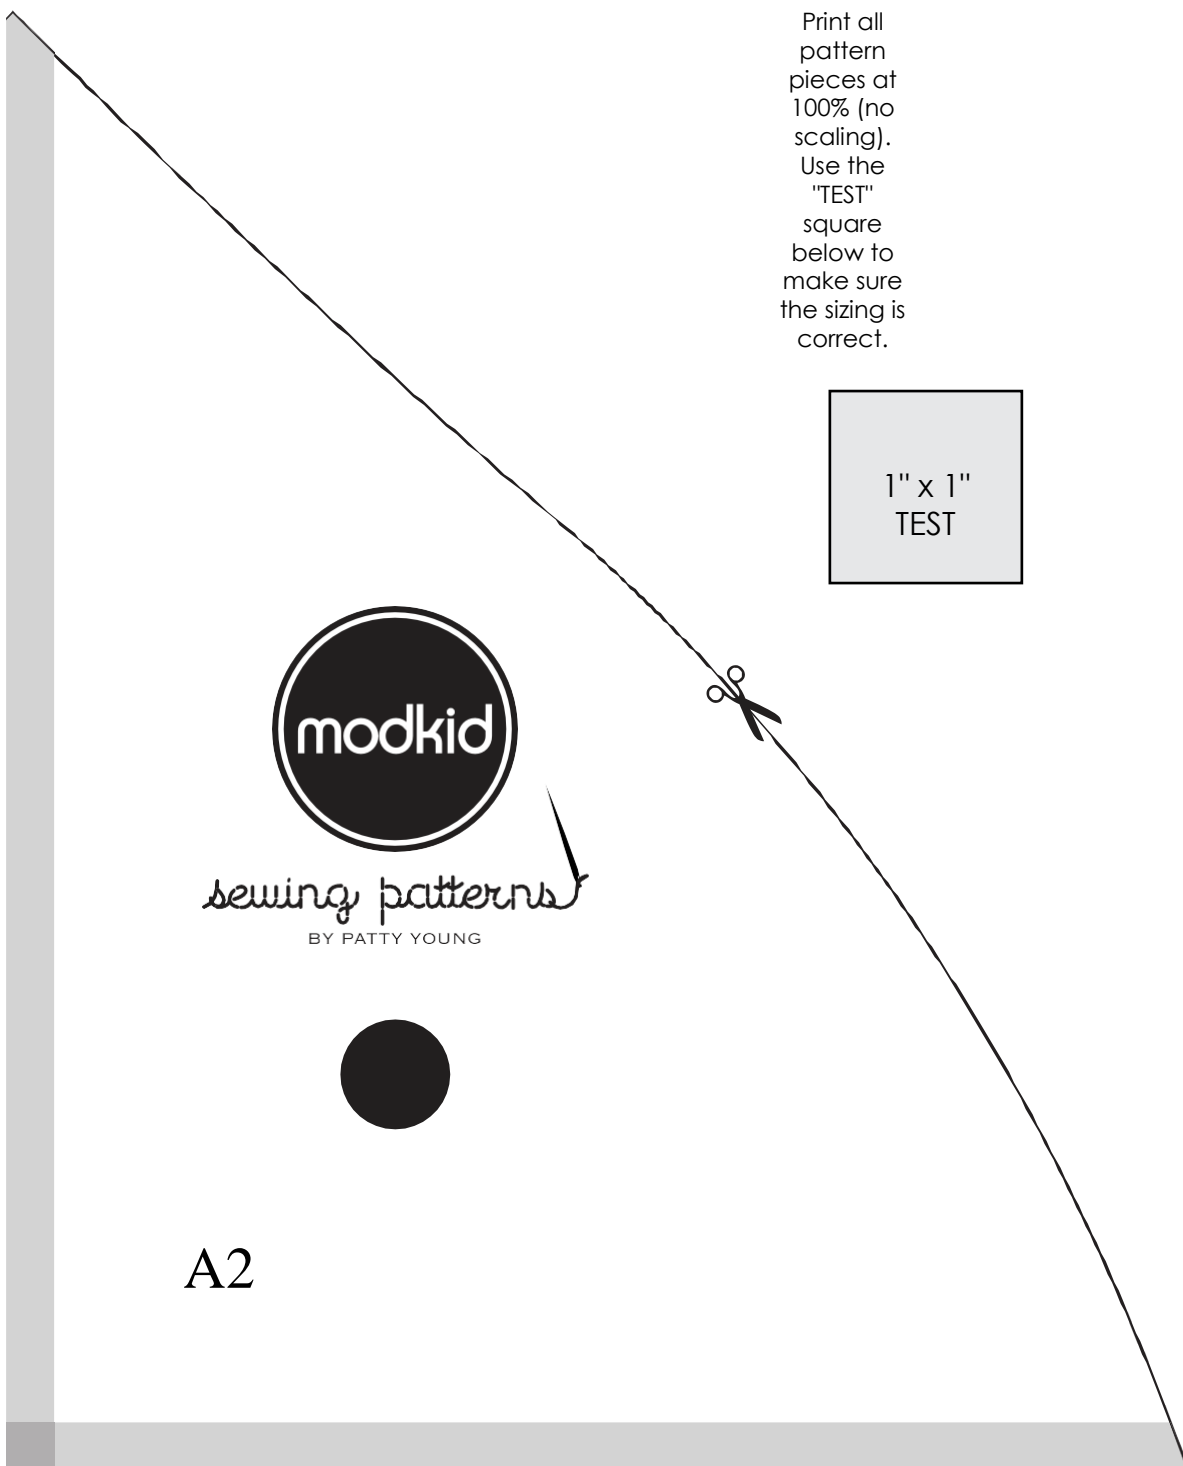 Print all
pattern
pieces at
100% (no
scaling).
Use the
"TEST"
square
below to
make sure
the sizing is
correct.
1" x 1"
TEST
modkid
sewing patterns
BY PATTY YOUNG
A2